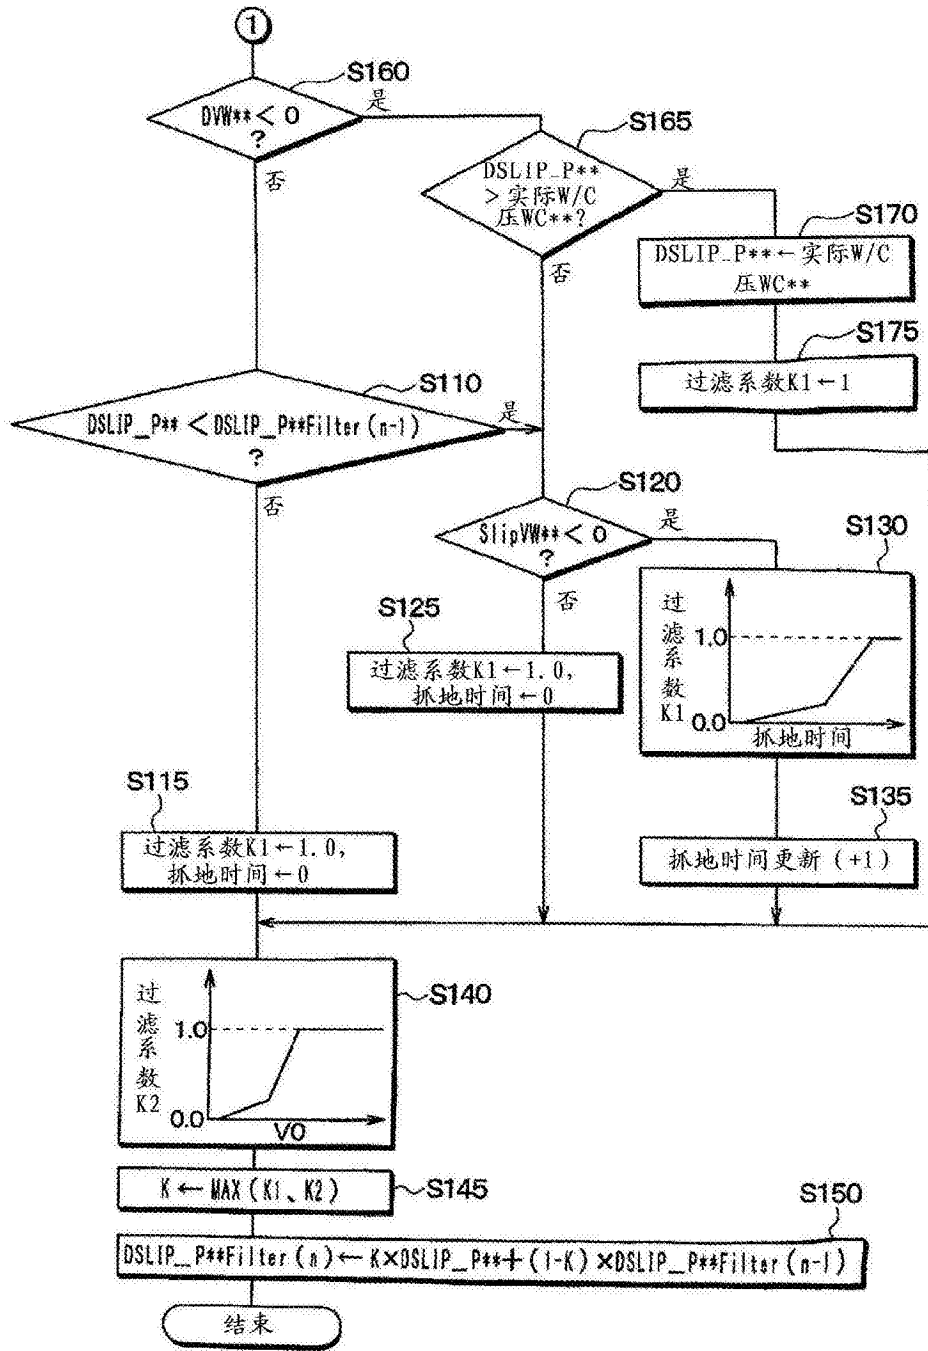 1
S160
DVW**<0
?
是
否
S165
DSLIP_P**
>实际W/C
压WC**?
是
否
S170
DSLIP_P**←实际W/C
压WC**
S175
过滤系数K1←1
S110
DSLIP_P**<DSLIP_P**Filter(n-1)
?
是
否
S120
SlipVW**<0
?
是
否
S130
过滤系数K1
1.0
0.0
抓地时间
S125
过滤系数K1←1.0,
抓地时间←0
S135
抓地时间更新(+1)
S115
过滤系数K1←1.0,
抓地时间←0
S140
过滤系数K2
1.0
0.0
V0
K←MAX(K1、K2)
S145
S150
DSLIP_P**Filter(n)←K×DSLIP_P**+(1-K)×DSLIP_P**Filter(n-1)
结束